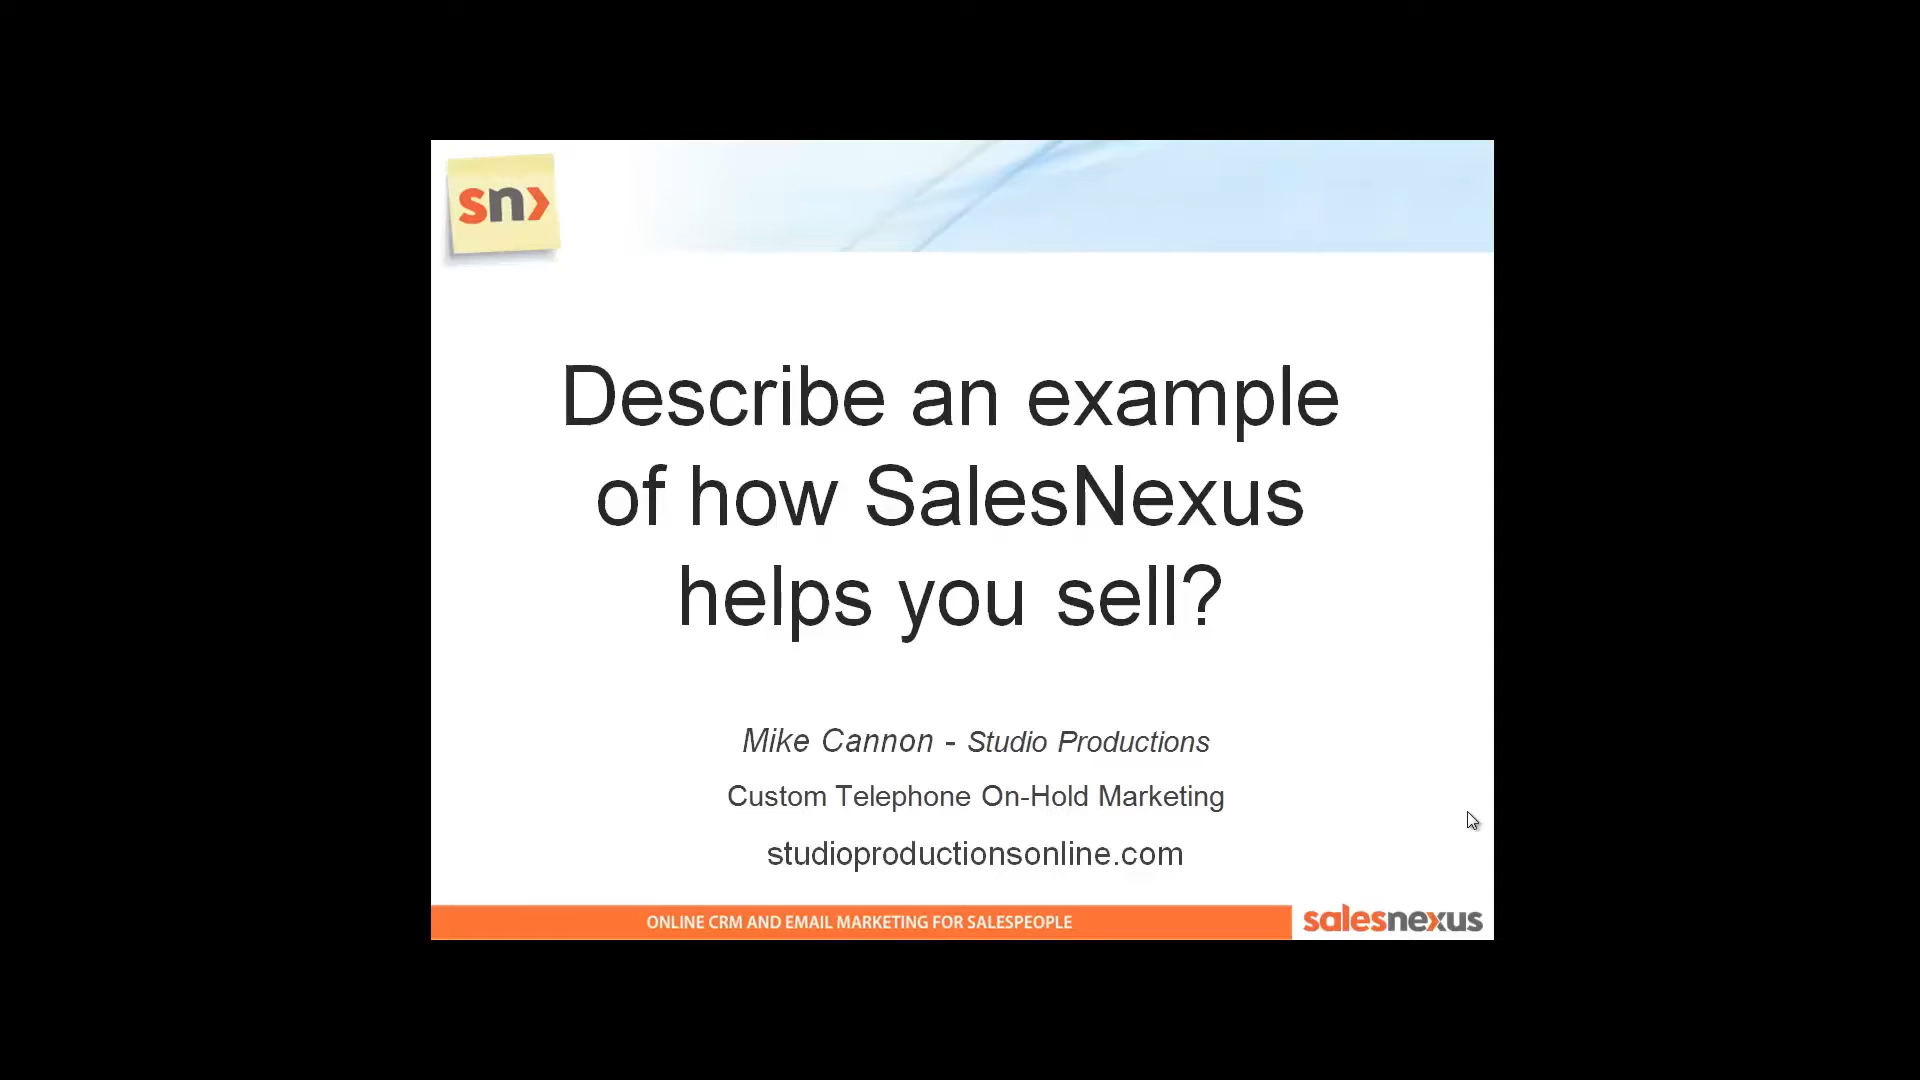 sn>
Describe an example
of how SalesNexus
helps you sell?
Mike Cannon - Studio Productions
Custom Telephone On-Hold Marketing
studioproductionsonline.com
ONLINE CRM AND EMAIL MARKETING FOR SALESPEOPLE
salesnexus